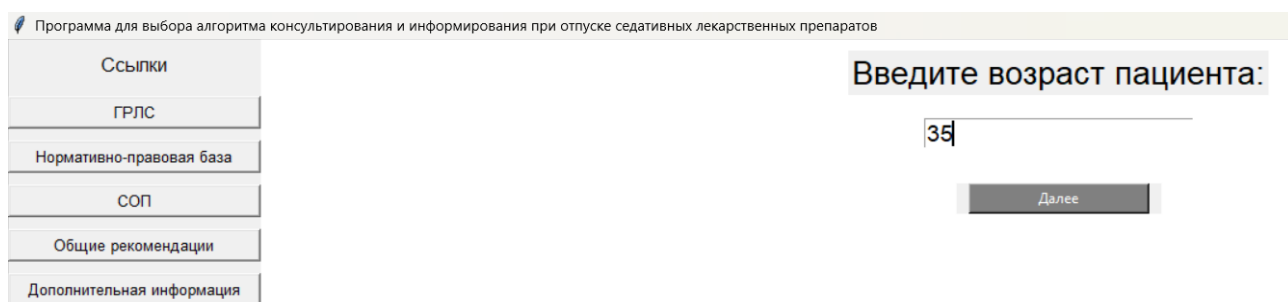 Программа для выбора алгоритма консультирования и информирования при отпуске седативных лекарственных препаратов
Ссылки
ГРЛС
Нормативно-правовая база
СОП
Общие рекомендации
Дополнительная информация
Введите возраст пациента:
35
Далее